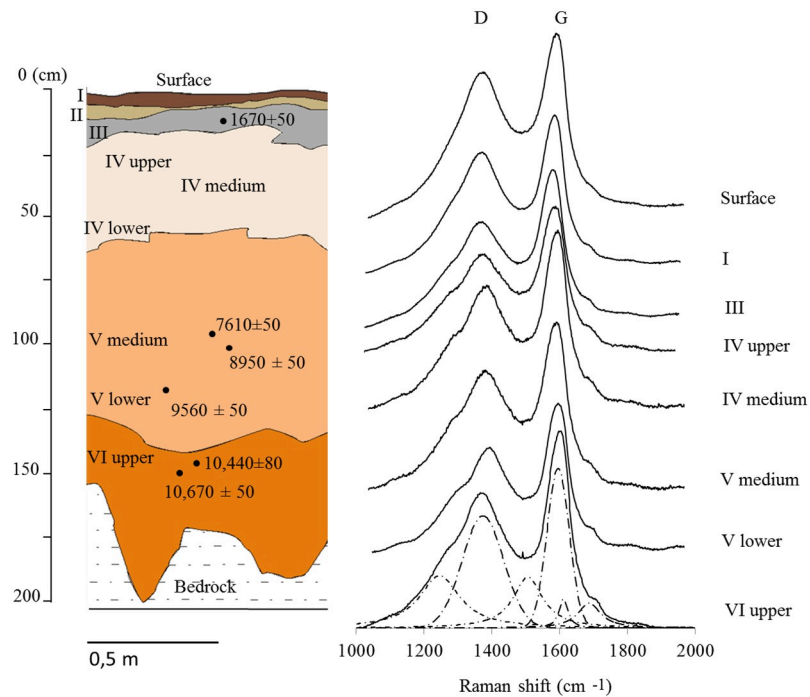 D G
0 (cm)
Surface
I
II
1670±50
III
IV upper
IV medium
50
IV lower
7610±50
100
V medium
8950 ± 50
V lower
9560 ± 50
VI upper
10,440±80
150
10,670 ± 50
Bedrock
200
0,5 m
Surface
I
III
IV upper
IV medium
V medium
V lower
VI upper
1000 1200 1400 1600 1800 2000
Raman shift (cm -1)